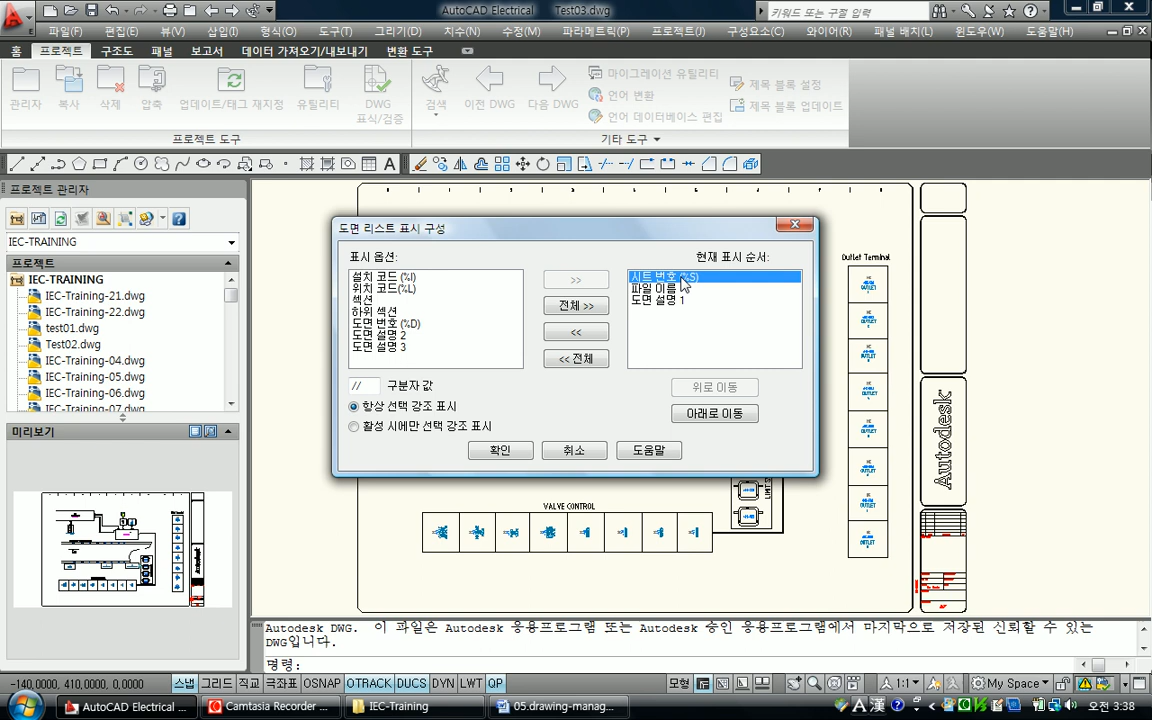 AutoCAD Electrical Test03.dwg
키워드 또는 구절 입력
파일(F) 편집(E) 뷰(V) 삽입(I) 형식(O) 도구(T) 그리기(D) 치수(N) 수정(M) 파라메트릭(P) 프로젝트(J) 구성요소(C) 와이어(R) 패널 배치(L) 윈도우(W) 도움말(H)
홈 프로젝트 구조도 패널 보고서 데이터 가져오기/내보내기 변환 도구
관리자 복사 삭제 압축 업데이트/태그 재지정 유틸리티 DWG 표식/검증 검색 이전 DWG 다음 DWG
마이그레이션 유틸리티
언어 변환
언어 데이터베이스 편집
제목 블록 설정
제목 블록 업데이트
프로젝트 도구
기타 도구
프로젝트 관리자
IEC-TRAINING
프로젝트
IEC-TRAINING
IEC-Training-21.dwg
IEC-Training-22.dwg
test01.dwg
Test02.dwg
IEC-Training-04.dwg
IEC-Training-05.dwg
IEC-Training-06.dwg
IEC-Training-07.dwg
미리보기
도면 리스트 표시 구성
표시 옵션:
설치 코드 (%I)
위치 코드(%L)
섹션
하위 섹션
도면 번호 (%D)
도면 설명 2
도면 설명 3
>>
전체 >>
<<
<< 전체
현재 표시 순서:
시트 번호 (%S)
파일 이름
도면 설명 1
// 구분자 값
항상 선택 강조 표시
활성 시에만 선택 강조 표시
위로 이동
아래로 이동
확인 취소 도움말
Outlet Terminal
VALVE CONTROL
Autodesk
Autodesk DWG. 이 파일은 Autodesk 응용프로그램 또는 Autodesk 승인 응용프로그램에서 마지막으로 저장된 신뢰할 수 있는
DWG입니다.
명령:
-140,0000, 410,0000, 0,0000 스냅 그리드 직교 극좌표 OSNAP OTRACK DUCS DYN LWT QP 모형 1:1 My Space
AutoCAD Electrical ... Camtasia Recorder ... IEC-Training 05.drawing-manag... A 漢 오전 3:38